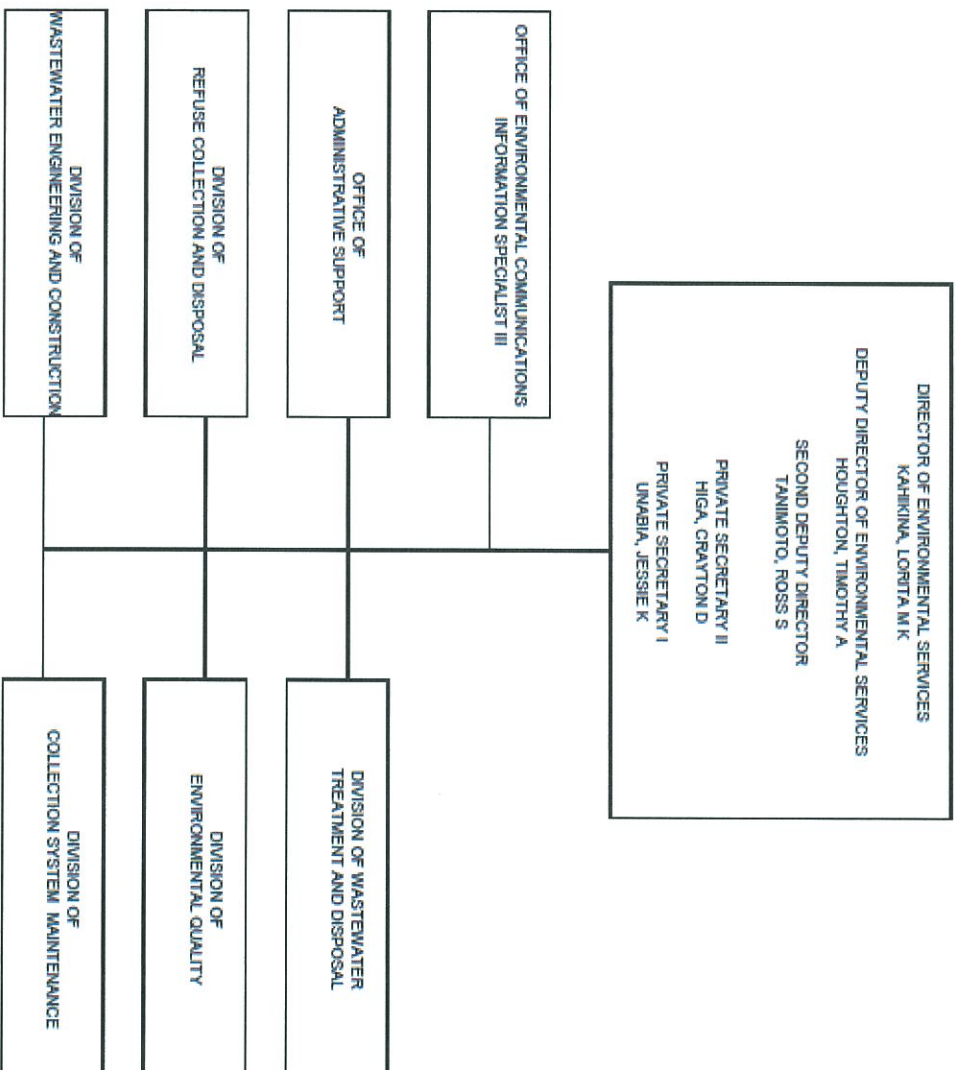 DIRECTOR OF ENVIRONMENTAL SERVICES
KAHIKINA, LORITA M K
DEPUTY DIRECTOR OF ENVIRONMENTAL SERVICES
HOUGHTON, TIMOTHY A
SECOND DEPUTY DIRECTOR
TANIMOTO, ROSS S
PRIVATE SECRETARY II
HIGA, CRAYTON D
PRIVATE SECRETARY I
UNABIA, JESSIE K
OFFICE OF ENVIRONMENTAL COMMUNICATIONS
INFORMATION SPECIALIST III
OFFICE OF
ADMINISTRATIVE SUPPORT
DIVISION OF WASTEWATER
TREATMENT AND DISPOSAL
DIVISION OF
REFUSE COLLECTION AND DISPOSAL
DIVISION OF
ENVIRONMENTAL QUALITY
DIVISION OF
WASTEWATER ENGINEERING AND CONSTRUCTION
DIVISION OF
COLLECTION SYSTEM MAINTENANCE